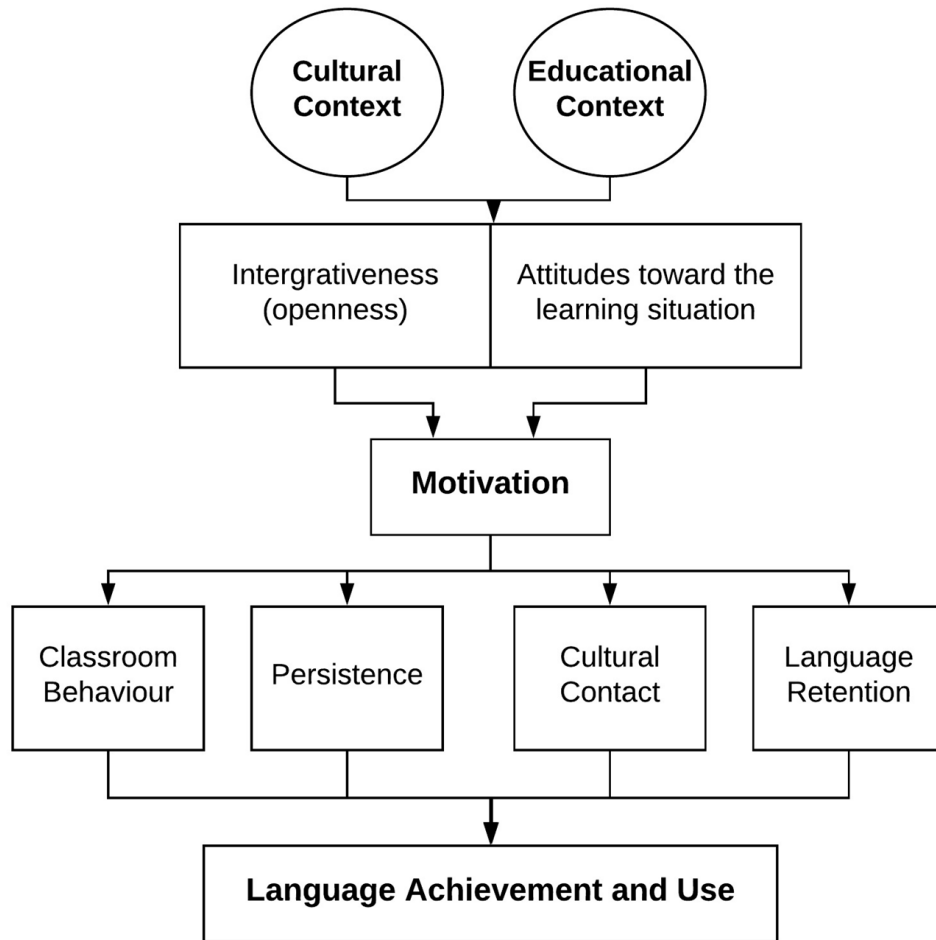 Cultural
Context
Educational
Context
Intergrativeness
(openness)
Attitudes toward the
learning situation
Motivation
Classroom
Behaviour
Persistence
Cultural
Contact
Language
Retention
Language Achievement and Use